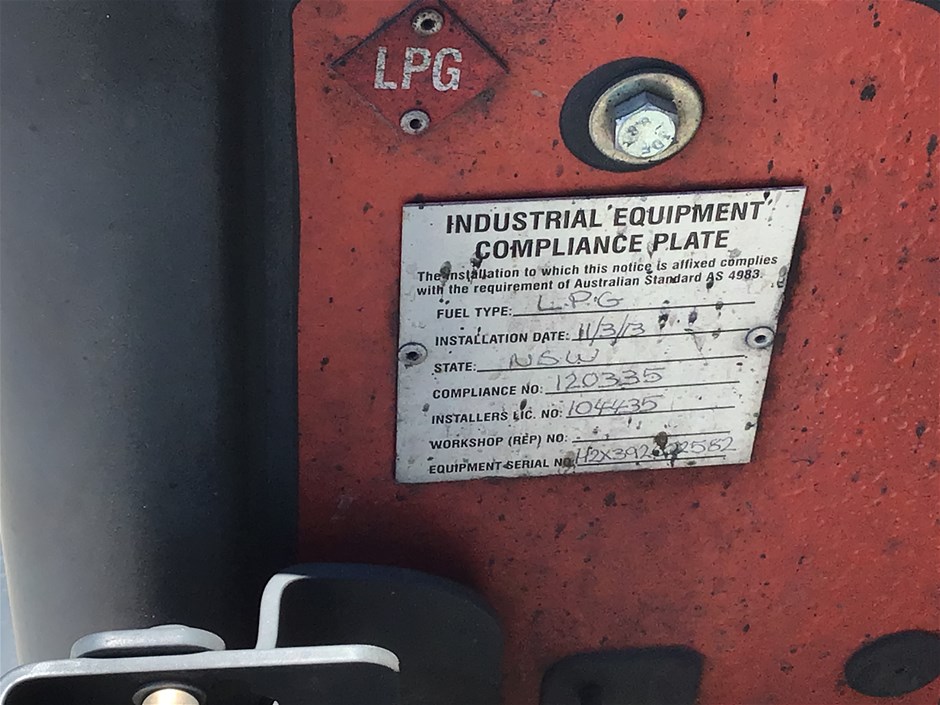 LPG
INDUSTRIAL EQUIPMENT
COMPLIANCE PLATE
The installation to which this notice is affixed complies
with the requirement of Australian Standard AS 4983.
FUEL TYPE: LPG
INSTALLATION DATE: 11/3/13
STATE: NSW
COMPLIANCE NO: 120335
INSTALLERS LIC. NO: 104435
WORKSHOP (REP) NO:
EQUIPMENT SERIAL NO